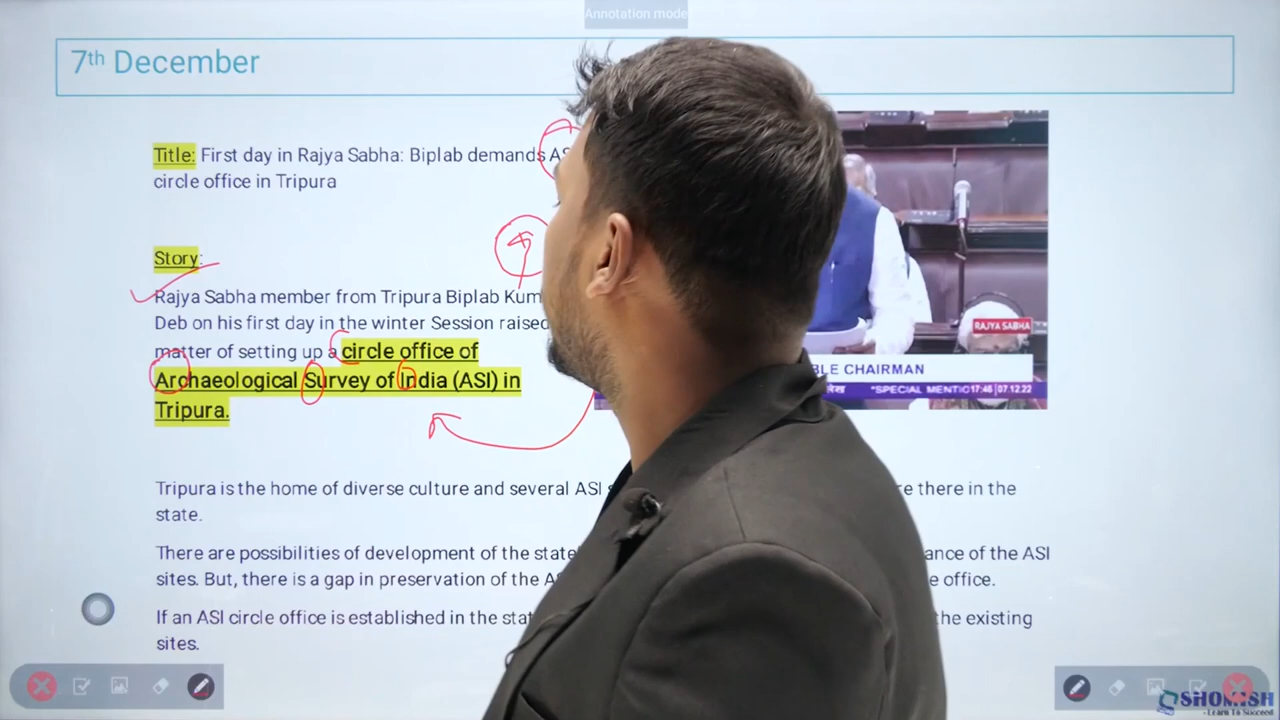 Annotation mode
7th December
Title: First day in Rajya Sabha: Biplab demands AS
circle office in Tripura
Story:
Rajya Sabha member from Tripura Biplab Kum
Deb on his first day in the winter Session raised
matter of setting up a circle office of
Archaeological Survey of India (ASI) in
Tripura.
RAJYA SABHA
BLE CHAIRMAN
"SPECIAL MENTIO 17:46 07.12.22
Tripura is the home of diverse culture and several ASI s re there in the
state.
There are possibilities of development of the state ance of the ASI
sites. But, there is a gap in preservation of the A e office.
If an ASI circle office is established in the stat the existing
sites.
SHOMISH
- Learn To Succeed